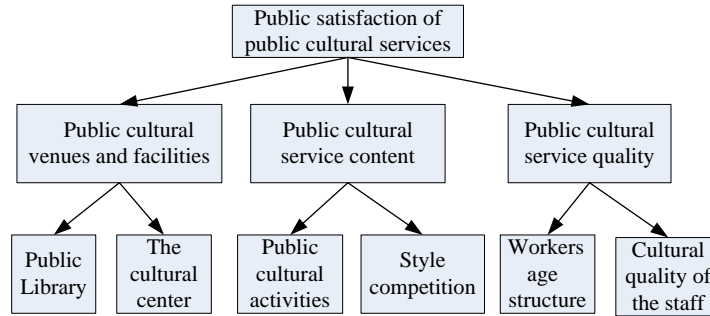 Public satisfaction of
public cultural services
Public cultural
venues and facilities
Public cultural
service content
Public cultural
service quality
Public
Library
The
cultural
center
Public
cultural
activities
Style
competition
Workers
age
structure
Cultural
quality of
the staff